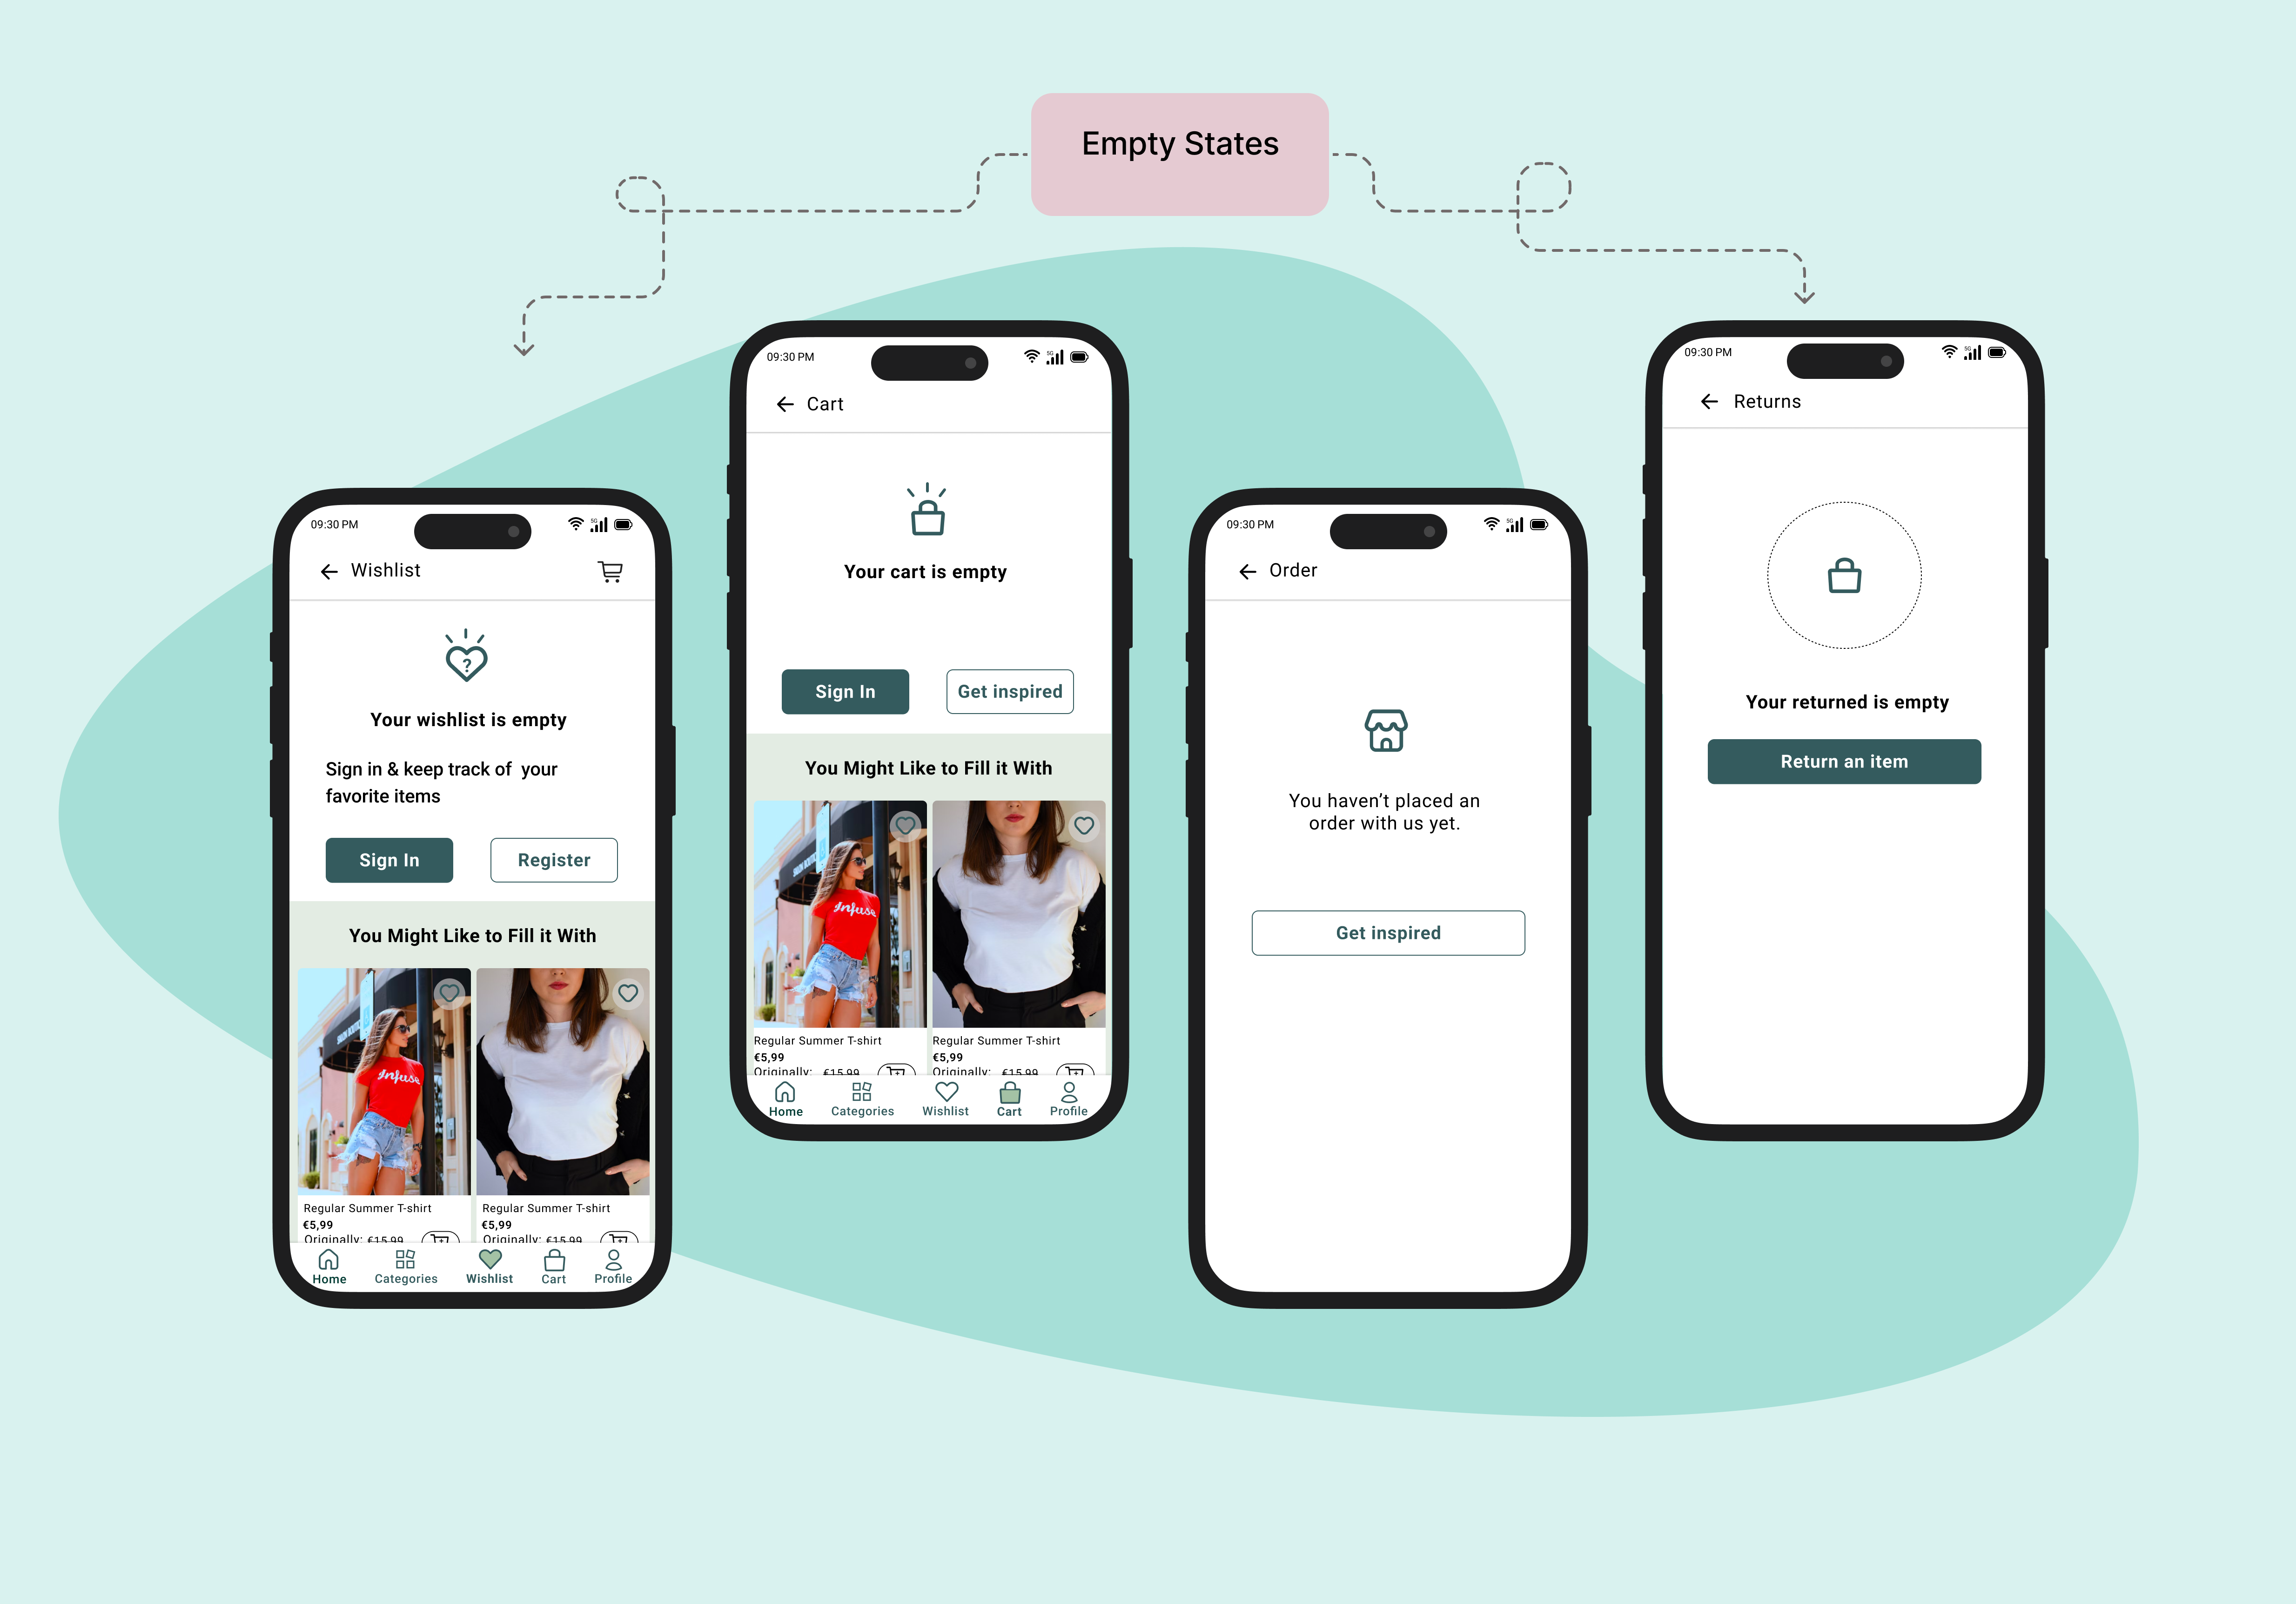 Empty States
09:30 PM
5G
Wishlist
?
Your wishlist is empty
Sign in & keep track of  your
favorite items
Sign In
Register
You Might Like to Fill it With
Infuse
Regular Summer T-shirt
€5,99
Originally: €15,99
Regular Summer T-shirt
€5,99
Originally: €15,99
Home
Categories
Wishlist
Cart
Profile
09:30 PM
5G
Cart
Your cart is empty
Sign In
Get inspired
You Might Like to Fill it With
Infuse
Regular Summer T-shirt
€5,99
Originally: €15,99
Regular Summer T-shirt
€5,99
Originally: €15,99
Home
Categories
Wishlist
Cart
Profile
09:30 PM
5G
Order
You haven’t placed an
order with us yet.
Get inspired
09:30 PM
5G
Returns
Your returned is empty
Return an item